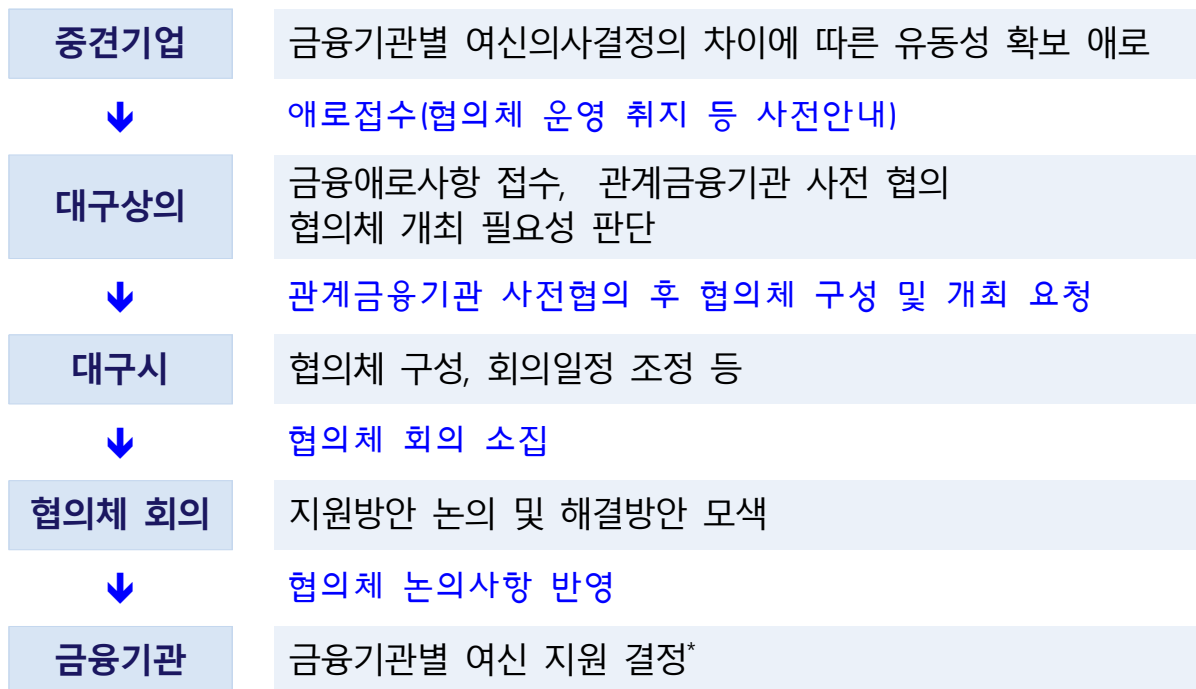 중견기업 금융기관별 여신의사결정의 차이에 따른 유동성 확보 애로
애로접수(협의체 운영 취지 등 사전안내)
대구상의 금융애로사항 접수, 관계금융기관 사전 협의
협의체 개최 필요성 판단
관계금융기관 사전협의 후 협의체 구성 및 개최 요청
대구시 협의체 구성, 회의일정 조정 등
협의체 회의 소집
협의체 회의 지원방안 논의 및 해결방안 모색
협의체 논의사항 반영
금융기관 금융기관별 여신 지원 결정*